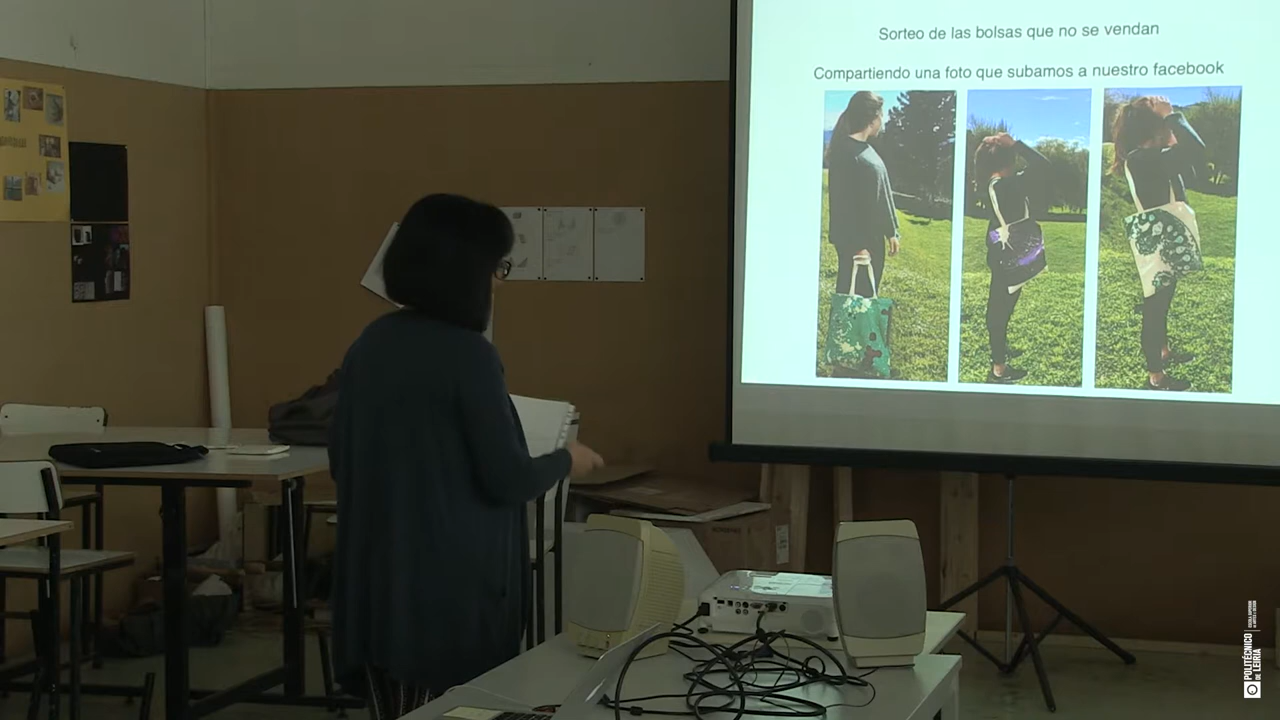 Sorteo de las bolsas que no se vendan
Compartiendo una foto que subamos a nuestro facebook
POLITÉCNICO
DE LEIRIA